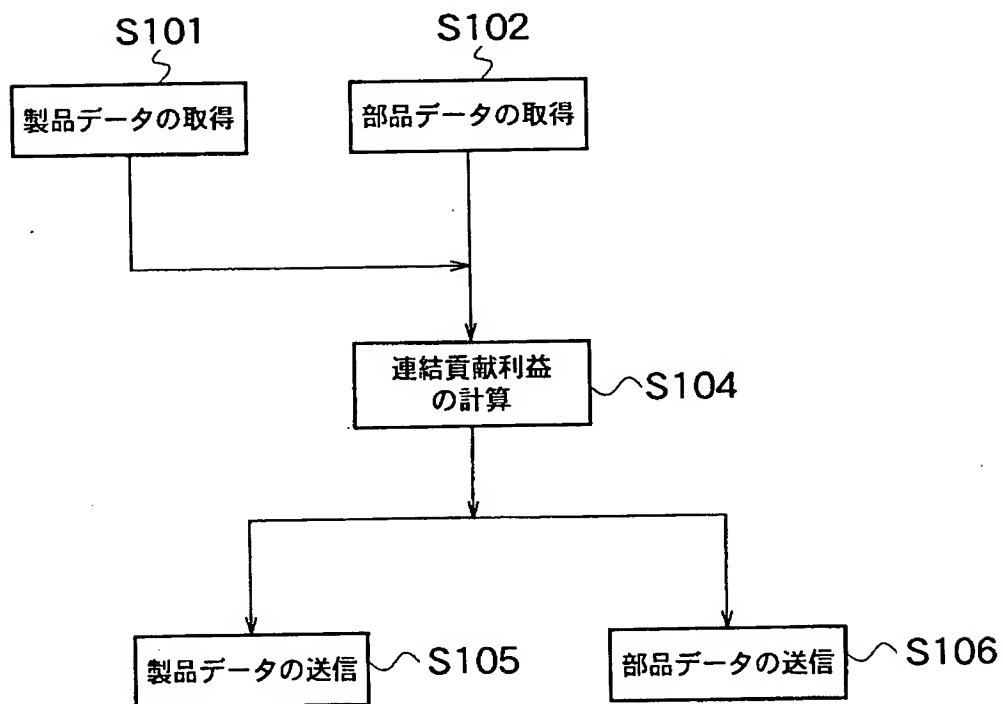 S101
S102
製品データの取得
部品データの取得
連結貢献利益
の計算
S104
製品データの送信
S105
部品データの送信
S106